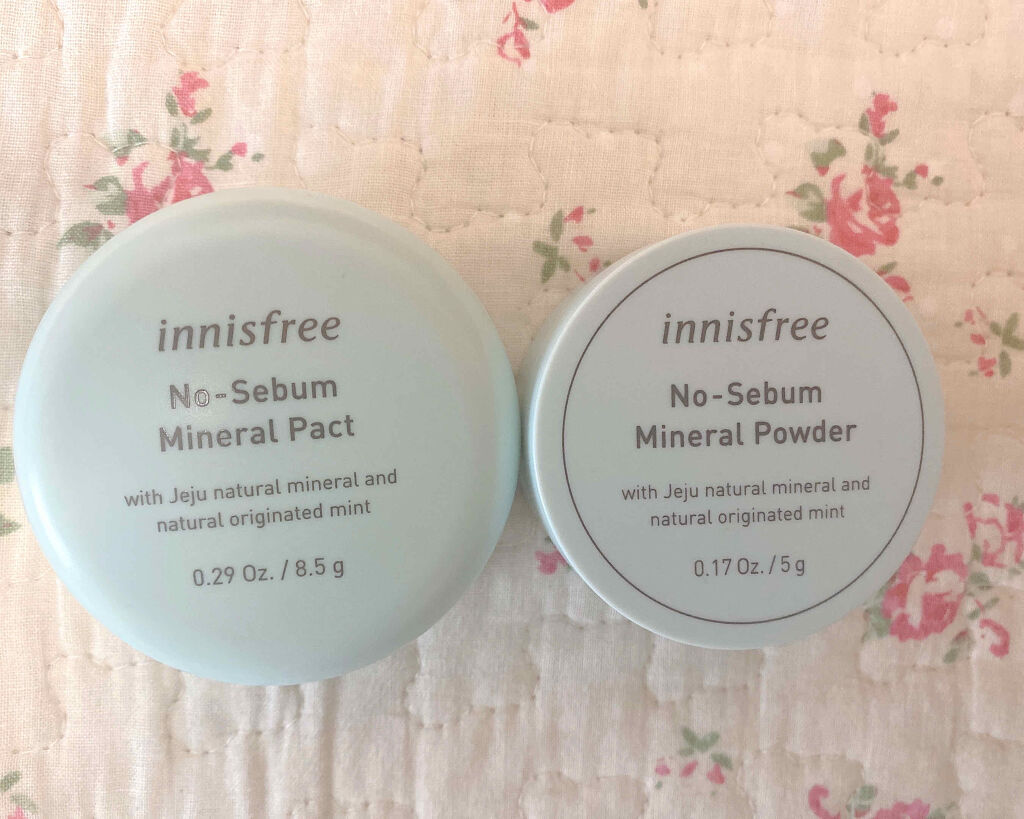 innisfree
No-Sebum
Mineral Pact
with Jeju natural mineral and
natural originated mint
0.29 Oz. / 8.5 g
innisfree
No-Sebum
Mineral Powder
with Jeju natural mineral and
natural originated mint
0.17 Oz. / 5 g